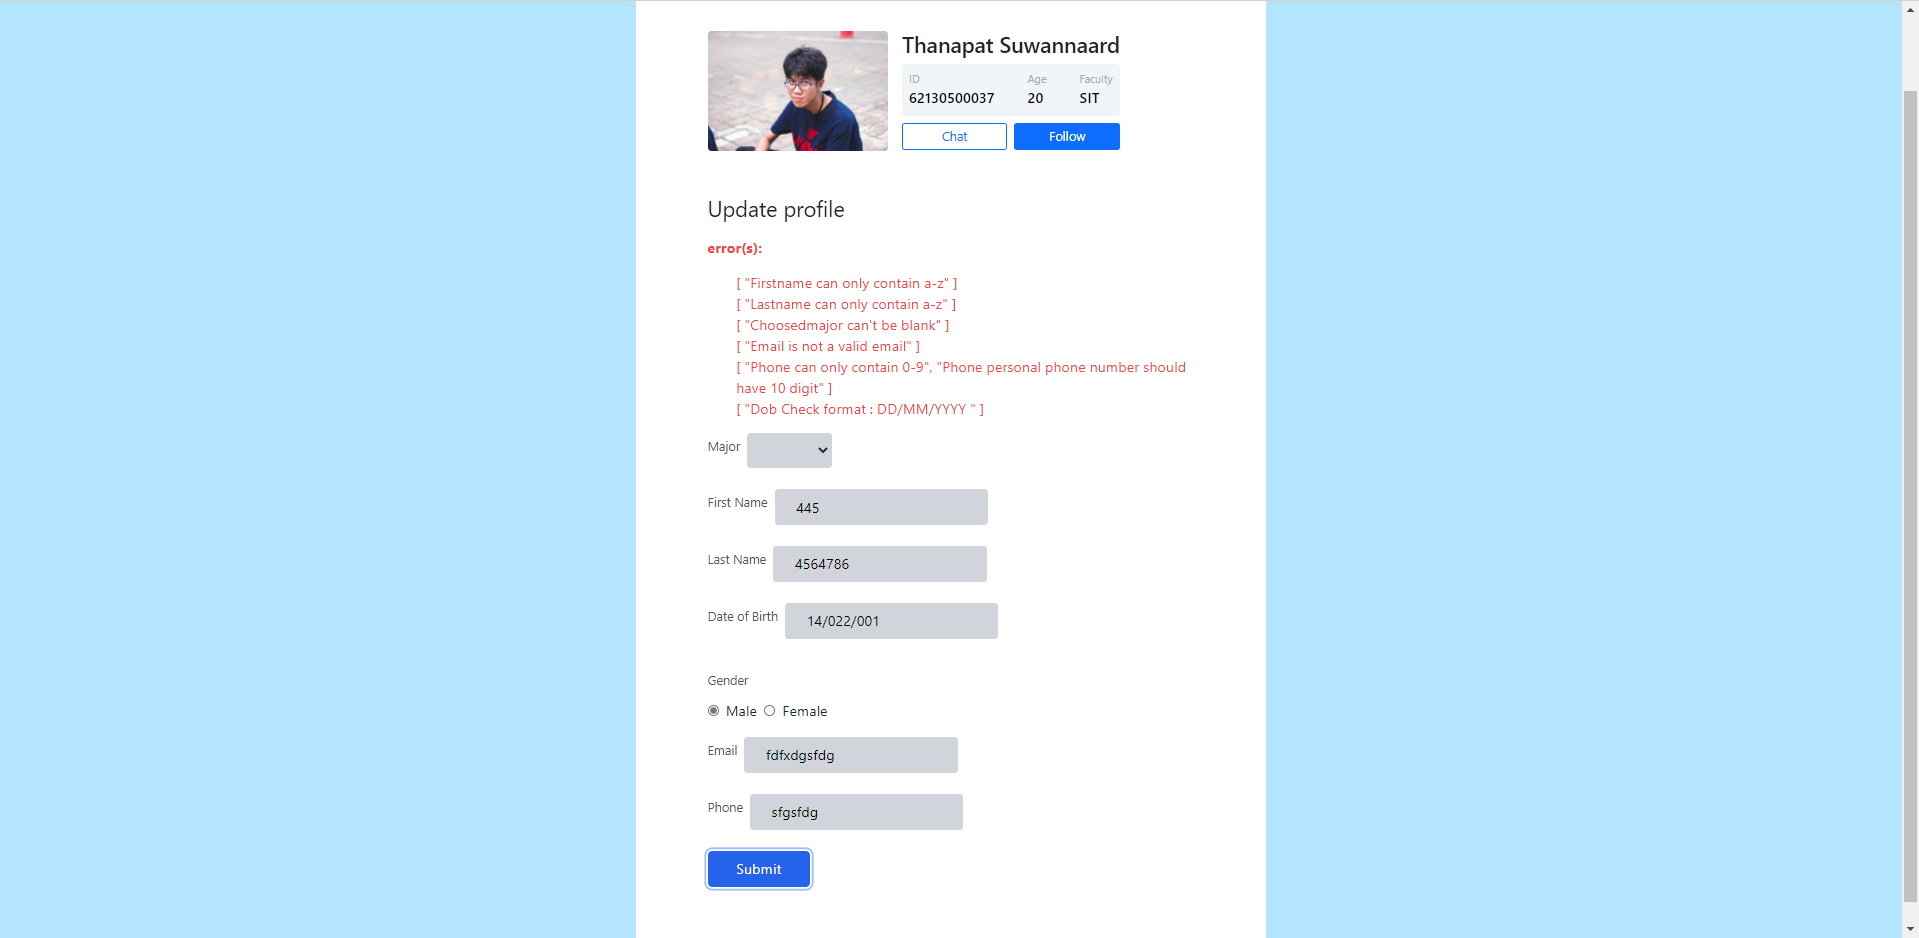 Thanapat Suwannaard
ID Age Faculty
62130500037 20 SIT
Chat Follow
Update profile
error(s):
[ "Firstname can only contain a-z" ]
[ "Lastname can only contain a-z" ]
[ "Choosedmajor can't be blank" ]
[ "Email is not a valid email" ]
[ "Phone can only contain 0-9", "Phone personal phone number should
have 10 digit" ]
[ "Dob Check format : DD/MM/YYYY " ]
Major
First Name 445
Last Name 4564786
Date of Birth 14/022/001
Gender
Male Female
Email fdfxdgsfdg
Phone sfgsfdg
Submit